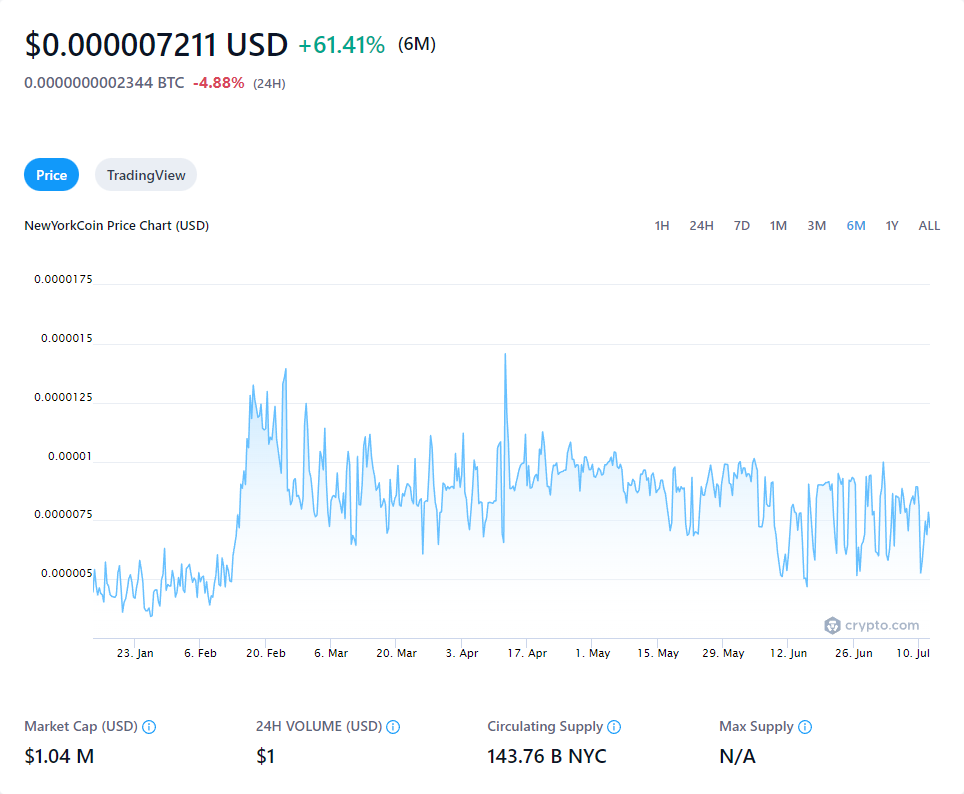 $0.000007211 USD +61.41% (6M)
0.0000000002344 BTC -4.88% (24H)
Price TradingView
NewYorkCoin Price Chart (USD) 1H 24H 7D 1M 3M 6M 1Y ALL
0.0000175
0.000015
0.0000125
0.00001
0.0000075
0.000005
crypto.com
23. Jan 6. Feb 20. Feb 6. Mar 20. Mar 3. Apr 17. Apr 1. May 15. May 29. May 12. Jun 26. Jun 10. Jul
Market Cap (USD) 24H VOLUME (USD) Circulating Supply Max Supply
$1.04 M $1 143.76 B NYC N/A